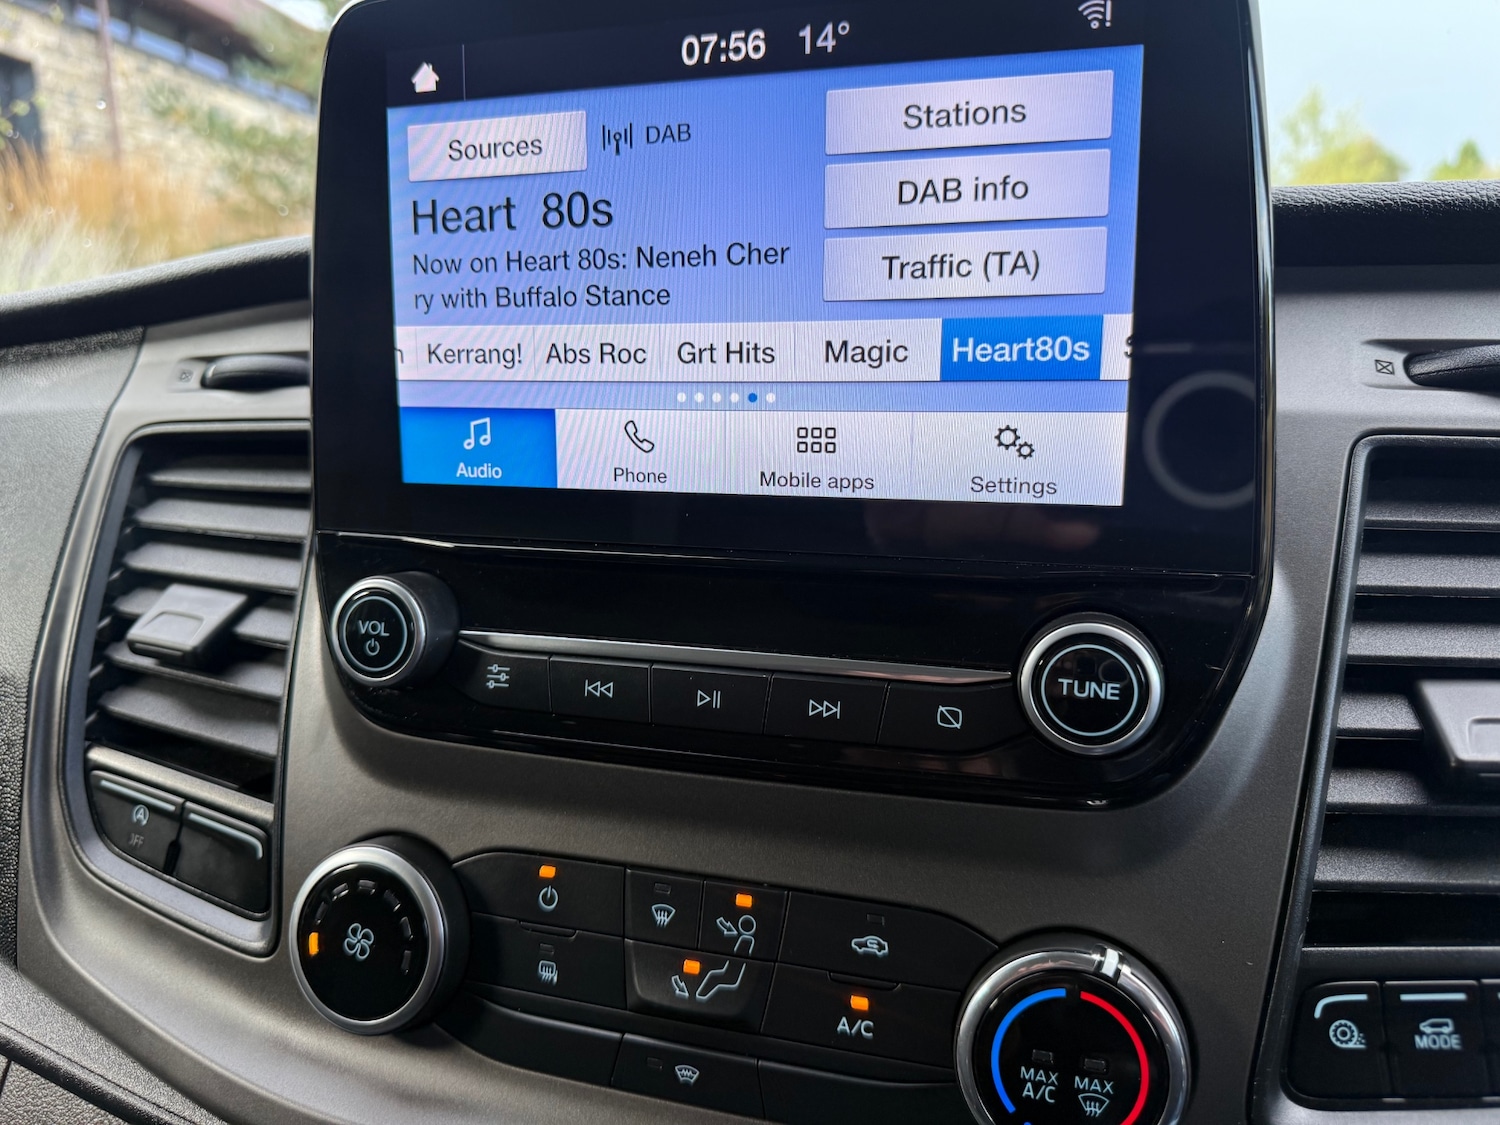 07:56 14°
Sources DAB
Stations
DAB info
Traffic (TA)
Heart 80s
Now on Heart 80s: Neneh Cher
ry with Buffalo Stance
Kerrang! Abs Roc Grt Hits Magic Heart80s
Audio Phone Mobile apps Settings
VOL
TUNE
A
OFF
A/C
MAX
A/C
MAX
MODE